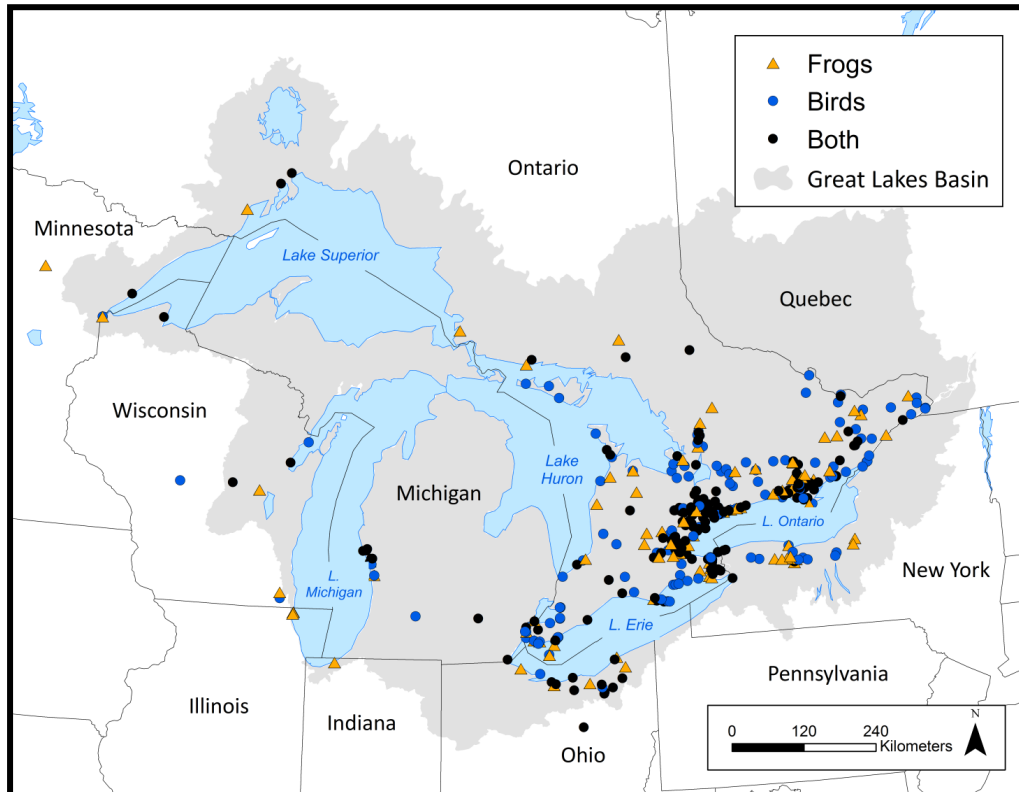 Frogs
Birds
Both
Great Lakes Basin
Ontario
Minnesota
Lake Superior
Quebec
Wisconsin
Lake
Huron
Michigan
L. Ontario
L.
Michigan
New York
L. Erie
Pennsylvania
Illinois
Indiana
Ohio
N
0 120 240
Kilometers